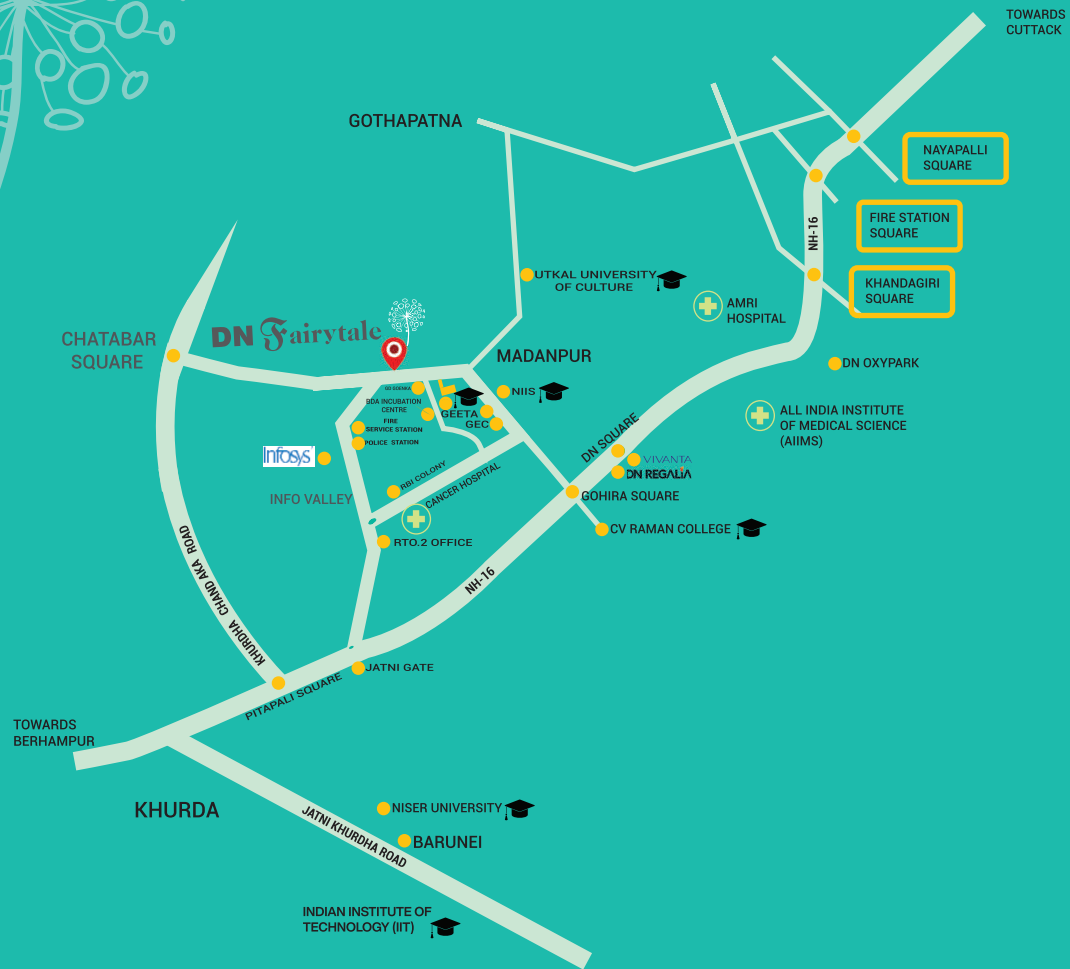 TOWARDS
CUTTACK
GOTHAPATNA
NAYAPALLI
SQUARE
FIRE STATION
SQUARE
NH-16
KHANDAGIRI
SQUARE
UTKAL UNIVERSITY
OF CULTURE
AMRI
HOSPITAL
CHATABAR
SQUARE
DN Fairytale
MADANPUR
DN OXYPARK
GD GOENKA
NIIS
BDA INCUBATION
CENTRE
GEETA
GEC
FIRE
SERVICE STATION
POLICE STATION
ALL INDIA INSTITUTE
OF MEDICAL SCIENCE
(AIIMS)
DN SQUARE
VIVANTA
DN REGALIA
Infosys
RBI COLONY
CANCER HOSPITAL
INFO VALLEY
GOHIRA SQUARE
CV RAMAN COLLEGE
RTO.2 OFFICE
NH-16
KHURDHA CHAND AKA ROAD
JATNI GATE
PITAPALI SQUARE
TOWARDS
BERHAMPUR
KHURDA
NISER UNIVERSITY
JATNI KHURDHA ROAD
BARUNEI
INDIAN INSTITUTE OF
TECHNOLOGY (IIT)